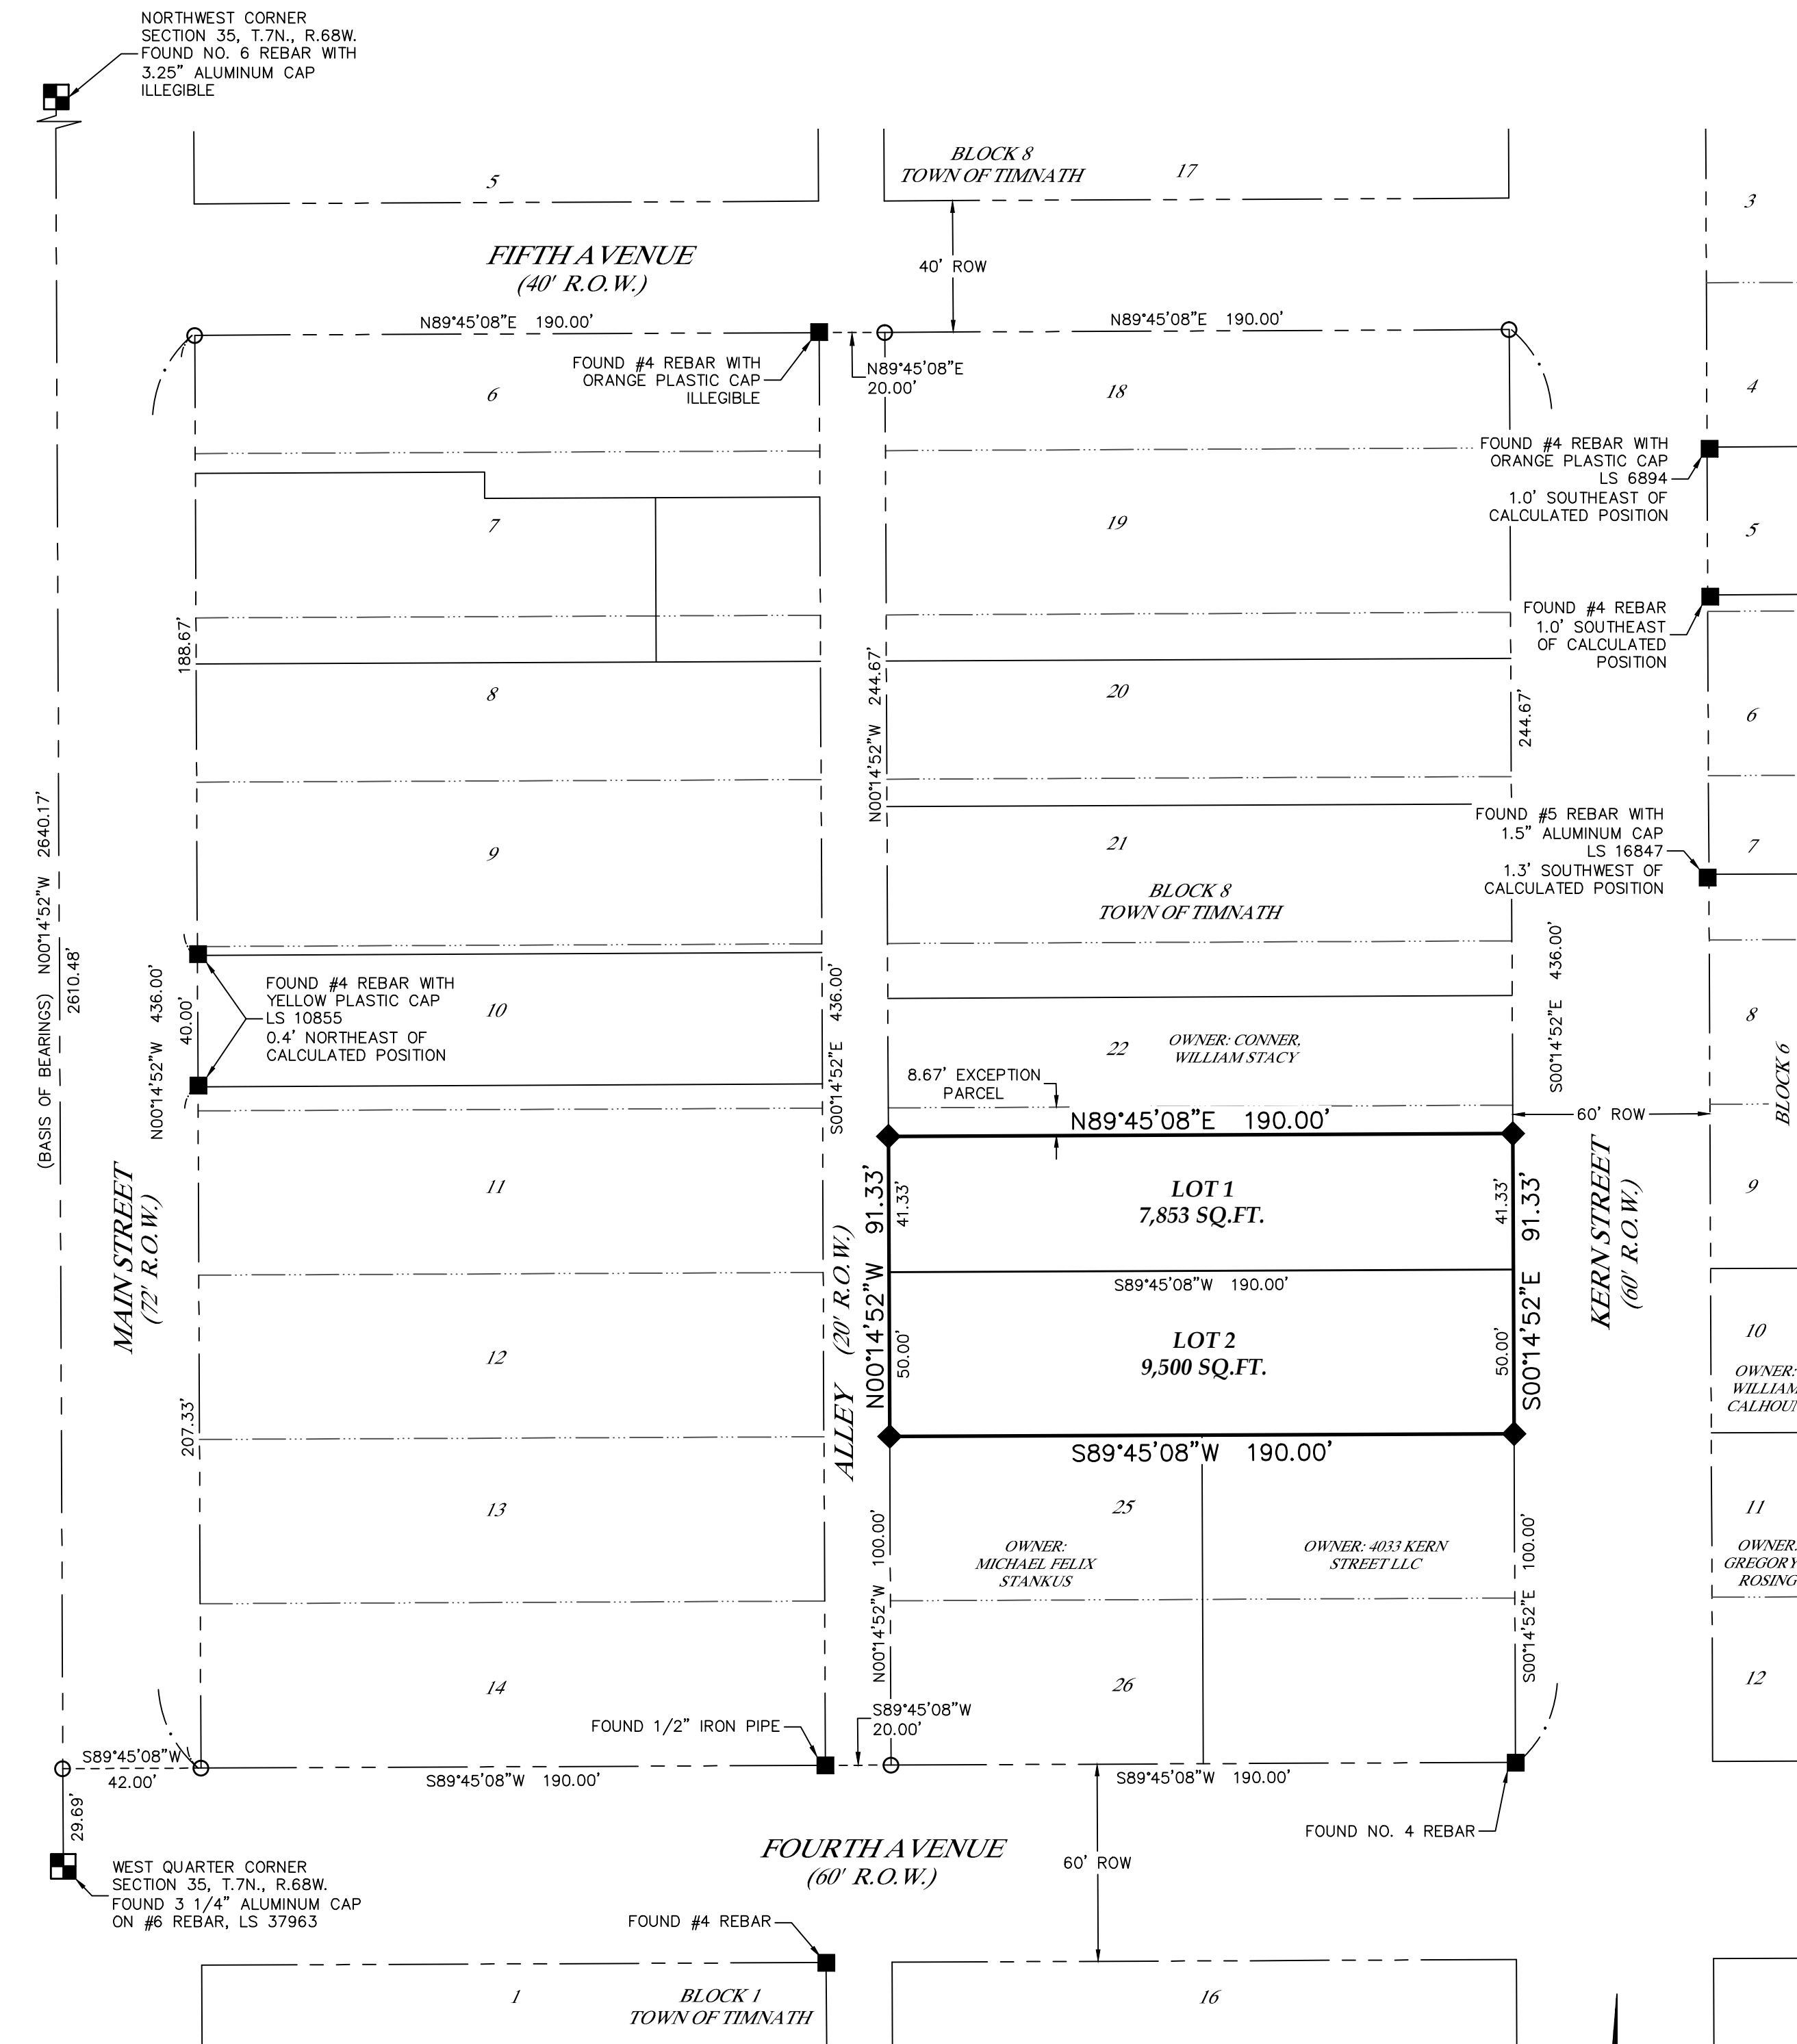 NORTHWEST CORNER
SECTION 35, T.7N., R.68W.
FOUND NO. 6 REBAR WITH
3.25" ALUMINUM CAP
ILLEGIBLE
5
BLOCK 8
TOWN OF TIMNATH
17
3
FIFTH AVENUE
(40' R.O.W.)
40' ROW
N89°45'08"E 190.00'
N89°45'08"E 190.00'
FOUND #4 REBAR WITH
ORANGE PLASTIC CAP
ILLEGIBLE
N89°45'08"E
20.00'
6
18
4
FOUND #4 REBAR WITH
ORANGE PLASTIC CAP
LS 6894
1.0' SOUTHEAST OF
CALCULATED POSITION
7
19
5
FOUND #4 REBAR
1.0' SOUTHEAST
OF CALCULATED
POSITION
188.67'
N00°14'52"W 244.67'
244.67'
8
20
6
(BASIS OF BEARINGS) N00°14'52"W 2640.17'
2610.48'
FOUND #5 REBAR WITH
1.5" ALUMINUM CAP
LS 16847
1.3' SOUTHWEST OF
CALCULATED POSITION
9
21
7
BLOCK 8
TOWN OF TIMNATH
N00°14'52"W 436.00'
40.00'
FOUND #4 REBAR WITH
YELLOW PLASTIC CAP
LS 10855
0.4' NORTHEAST OF
CALCULATED POSITION
10
S00°14'52"E 436.00'
S00°14'52"E 436.00'
8
22
OWNER: CONNER,
WILLIAM STACY
BLOCK 6
8.67' EXCEPTION
PARCEL
N89°45'08"E 190.00'
60' ROW
MAIN STREET
(72' R.O.W.)
11
ALLEY (20' R.O.W.)
N00°14'52"W 91.33'
41.33'
LOT 1
7,853 SQ.FT.
41.33'
S00°14'52"E 91.33'
KERN STREET
(60' R.O.W.)
9
S89°45'08"W 190.00'
12
50.00'
LOT 2
9,500 SQ.FT.
50.00'
10
OWNER:
WILLIAM
CALHOU
207.33'
S89°45'08"W 190.00'
13
25
11
N00°14'52"W 100.00'
OWNER:
MICHAEL FELIX
STANKUS
OWNER: 4033 KERN
STREET LLC
S00°14'52"E 100.00'
OWNER:
GREGORY
ROSING
14
26
12
FOUND 1/2" IRON PIPE
S89°45'08"W
20.00'
S89°45'08"W
42.00'
S89°45'08"W 190.00'
S89°45'08"W 190.00'
29.69'
FOUND NO. 4 REBAR
FOURTH AVENUE
(60' R.O.W.)
60' ROW
WEST QUARTER CORNER
SECTION 35, T.7N., R.68W.
FOUND 3 1/4" ALUMINUM CAP
ON #6 REBAR, LS 37963
FOUND #4 REBAR
1
BLOCK 1
TOWN OF TIMNATH
16